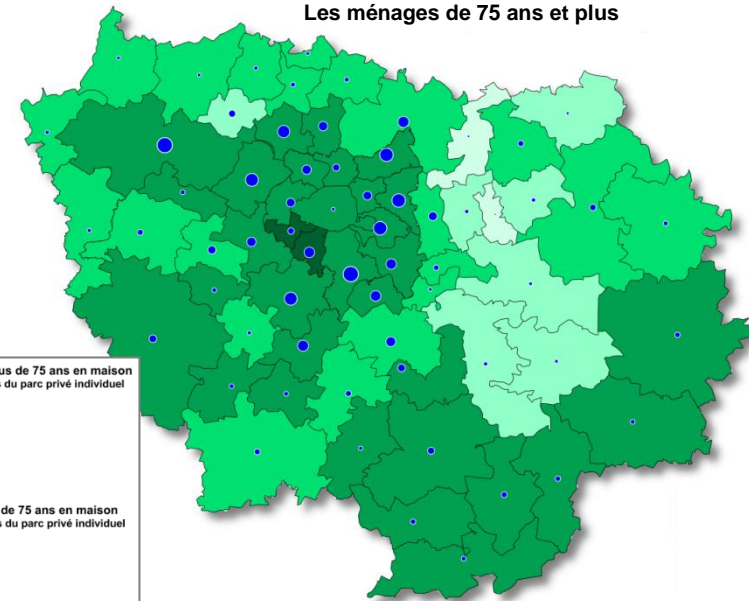 Les ménages de 75 ans et plus
us de 75 ans en maison
s du parc privé individuel
de 75 ans en maison
s du parc privé individuel